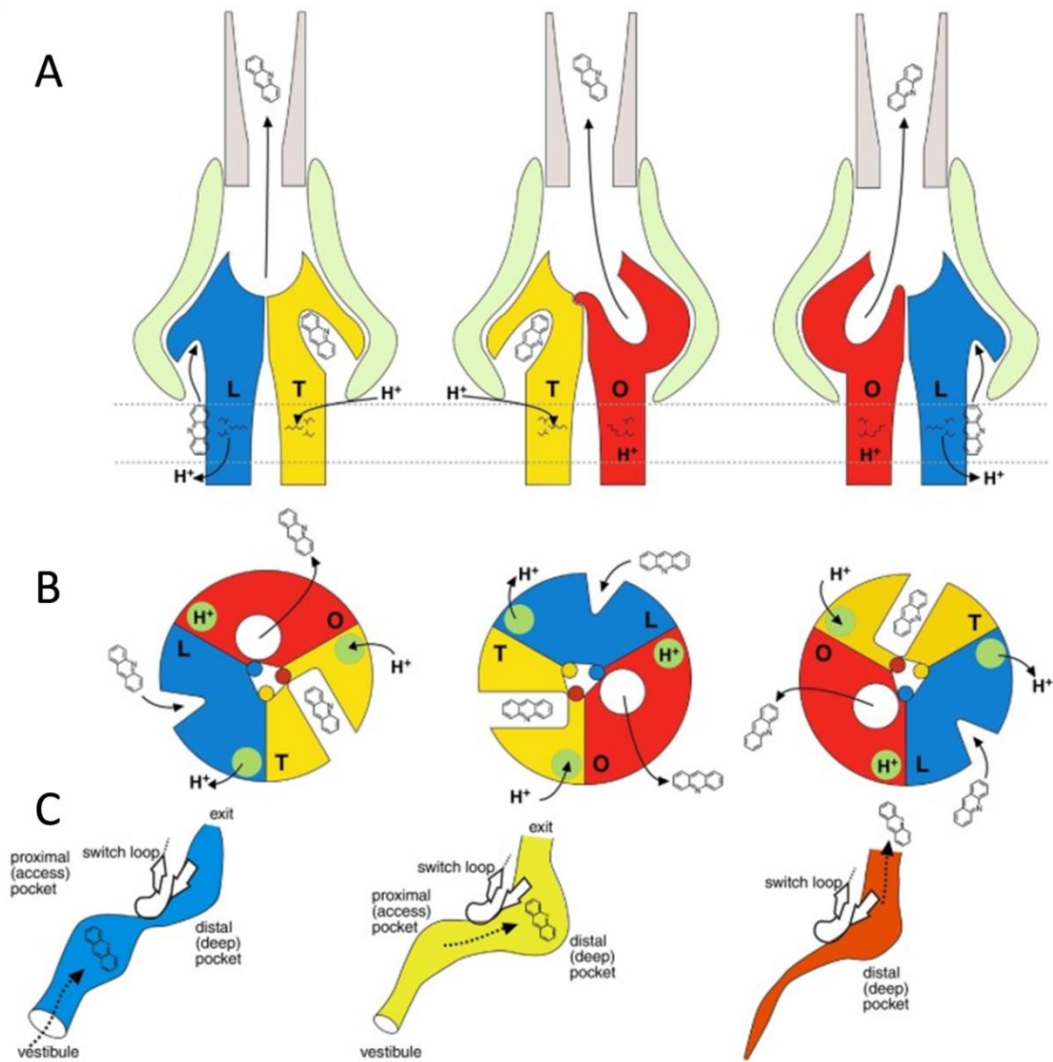 A
L
T
H+
H+
T
O
H+
H+
O
L
H+
H+
B
H+
O
L
T
H+
H+
H+
L
T
H+
O
H+
H+
T
O
L
H+
H+
C
exit
switch loop
proximal
(access)
pocket
distal
(deep)
pocket
vestibule
exit
switch loop
proximal
(access)
pocket
distal
(deep)
pocket
vestibule
switch loop
distal
(deep)
pocket